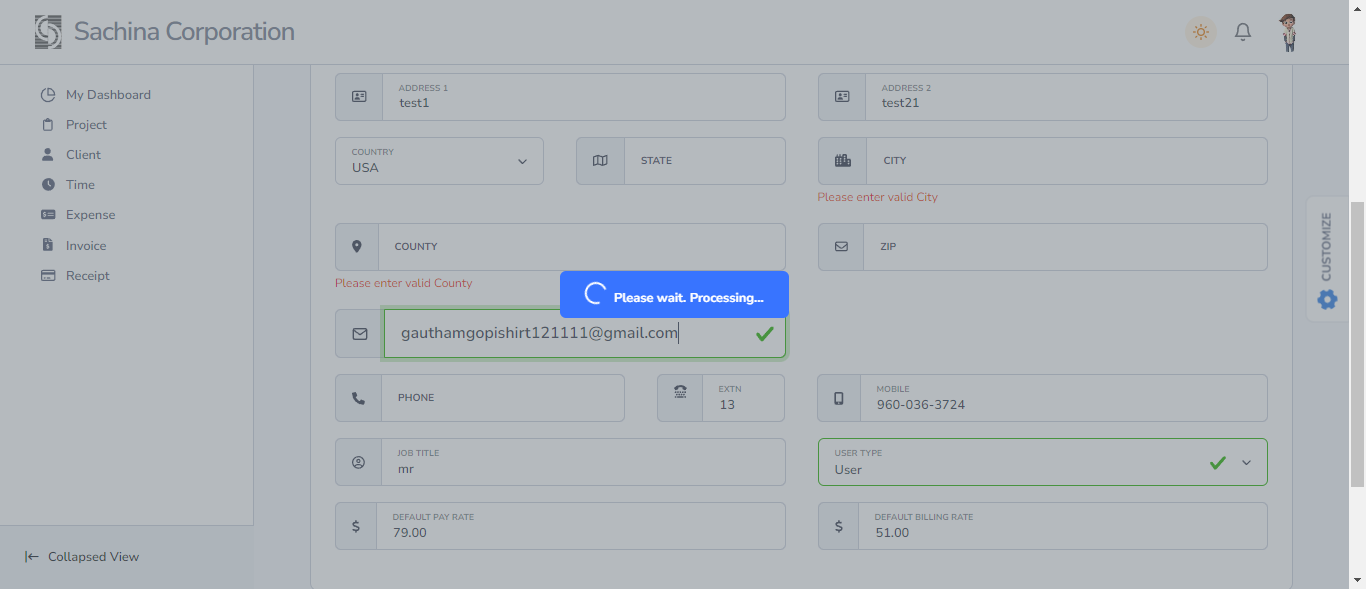 Sachina Corporation
My Dashboard
Project
Client
Time
Expense
Invoice
Receipt
Collapsed View
ADDRESS 1
test1
ADDRESS 2
test21
COUNTRY
USA
STATE
CITY
Please enter valid City
COUNTY
ZIP
Please enter valid County
Please wait. Processing...
gauthamgopishirt121111@gmail.com
PHONE
EXTN
13
MOBILE
960-036-3724
JOB TITLE
mr
USER TYPE
User
DEFAULT PAY RATE
$ 79.00
DEFAULT BILLING RATE
$ 51.00
CUSTOMIZE